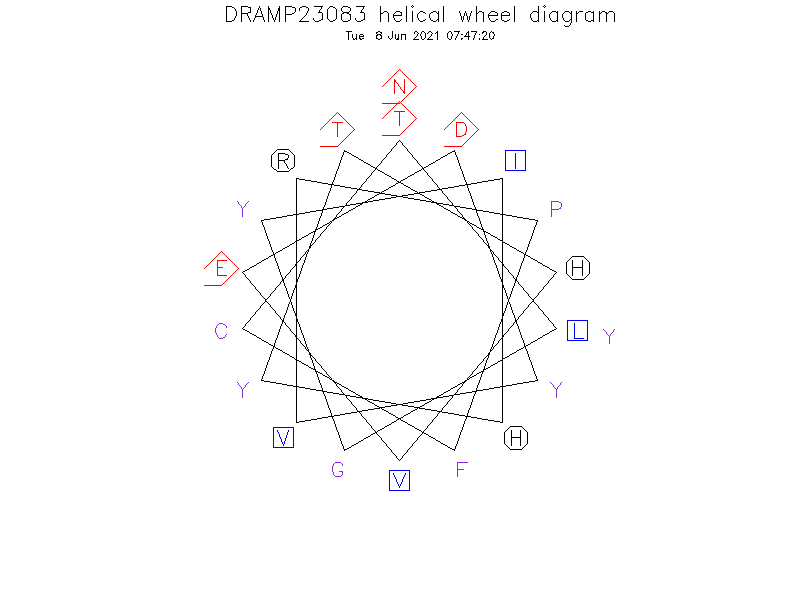 DRAMP23083 helical wheel diagram
Tue 8 Jun 2021 07:47:20
N
T
T D
R I
Y P
E H
C L Y
Y Y
V H
G F
V